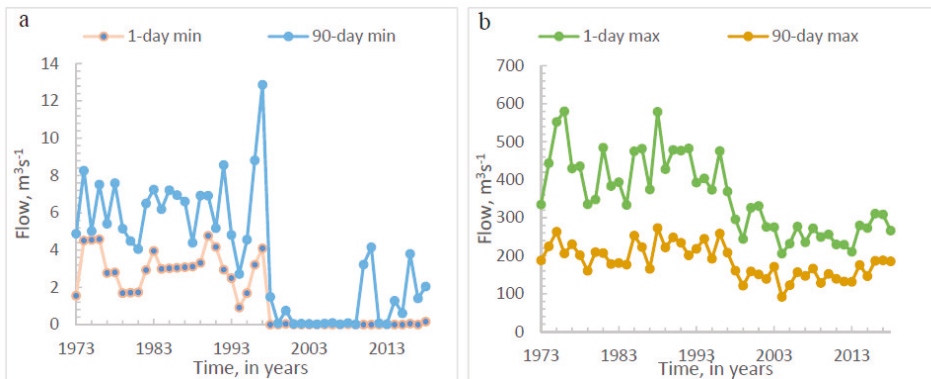 a
1-day min 90-day min
Flow, m³s⁻¹
14
12
10
8
6
4
2
0
1973 1983 1993 2003 2013
Time, in years
b
1-day max 90-day max
Flow, m³s⁻¹
700
600
500
400
300
200
100
0
1973 1983 1993 2003 2013
Time, in years